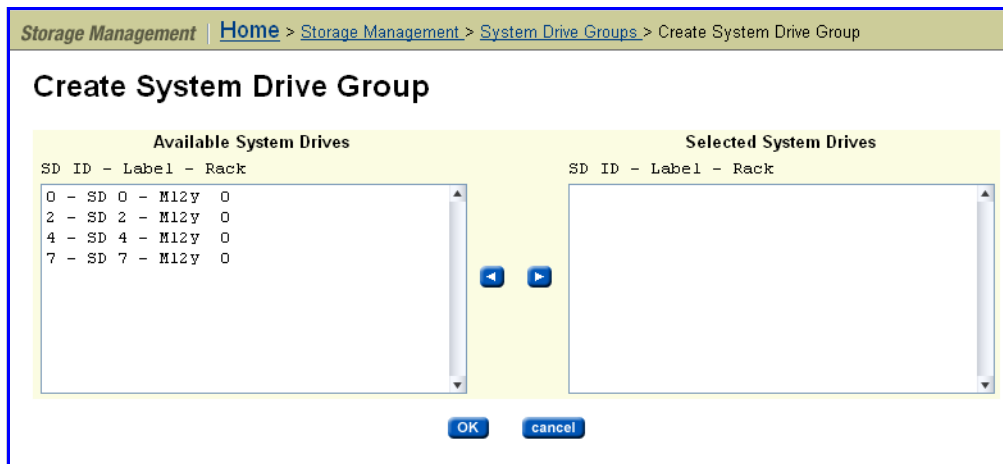 Storage Management | Home > Storage Management > System Drive Groups > Create System Drive Group
Create System Drive Group
Available System Drives
SD ID - Label - Rack
0 - SD 0 - M12y  0
2 - SD 2 - M12y  0
4 - SD 4 - M12y  0
7 - SD 7 - M12y  0
Selected System Drives
SD ID - Label - Rack
OK
cancel